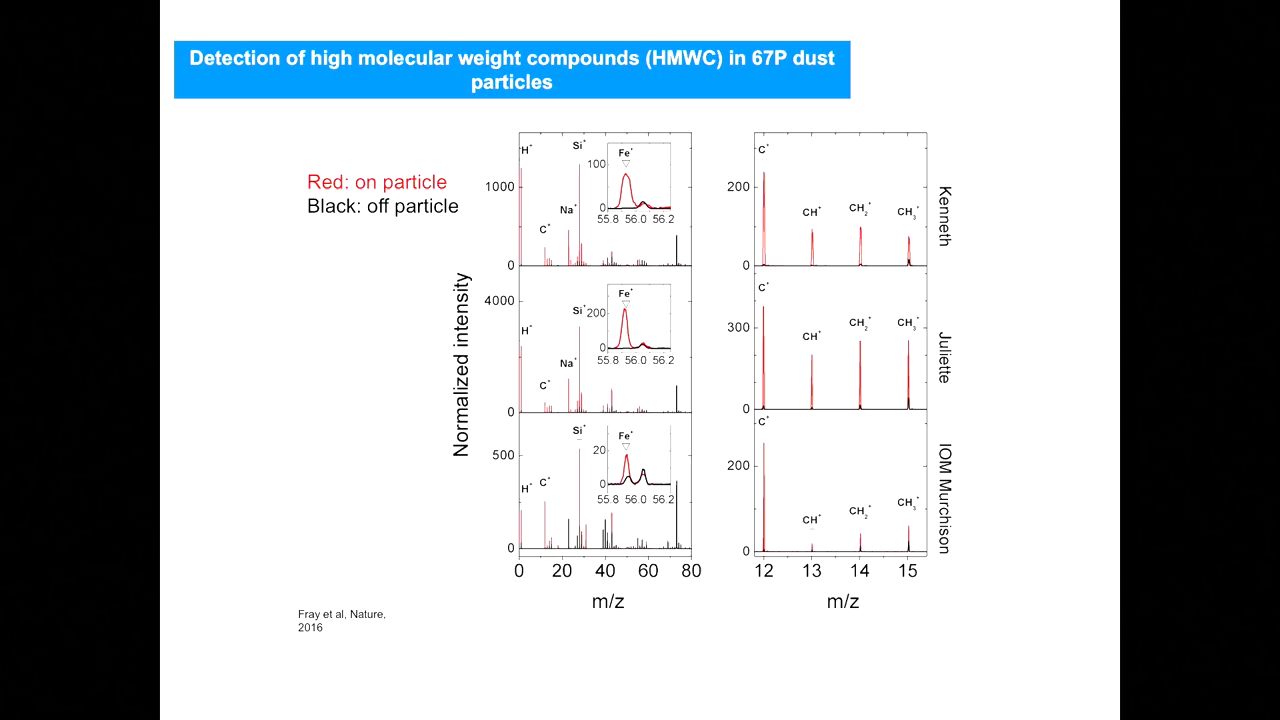 Detection of high molecular weight compounds (HMWC) in 67P dust
particles
Red: on particle
Black: off particle
Normalized intensity
H+
C+
Na+
Si+
Fe+
100
0
55.8 56.0 56.2
1000
0
C+
CH+
CH2+
CH3+
200
0
Kenneth
4000
0
H+
C+
Na+
Si+
Fe+
200
0
55.8 56.0 56.2
C+
CH+
CH2+
CH3+
300
0
Juliette
500
0
H+
C+
Si+
Fe+
20
0
55.8 56.0 56.2
C+
CH+
CH2+
CH3+
200
0
IOM Murchison
0 20 40 60 80
m/z
12 13 14 15
m/z
Fray et al, Nature,
2016